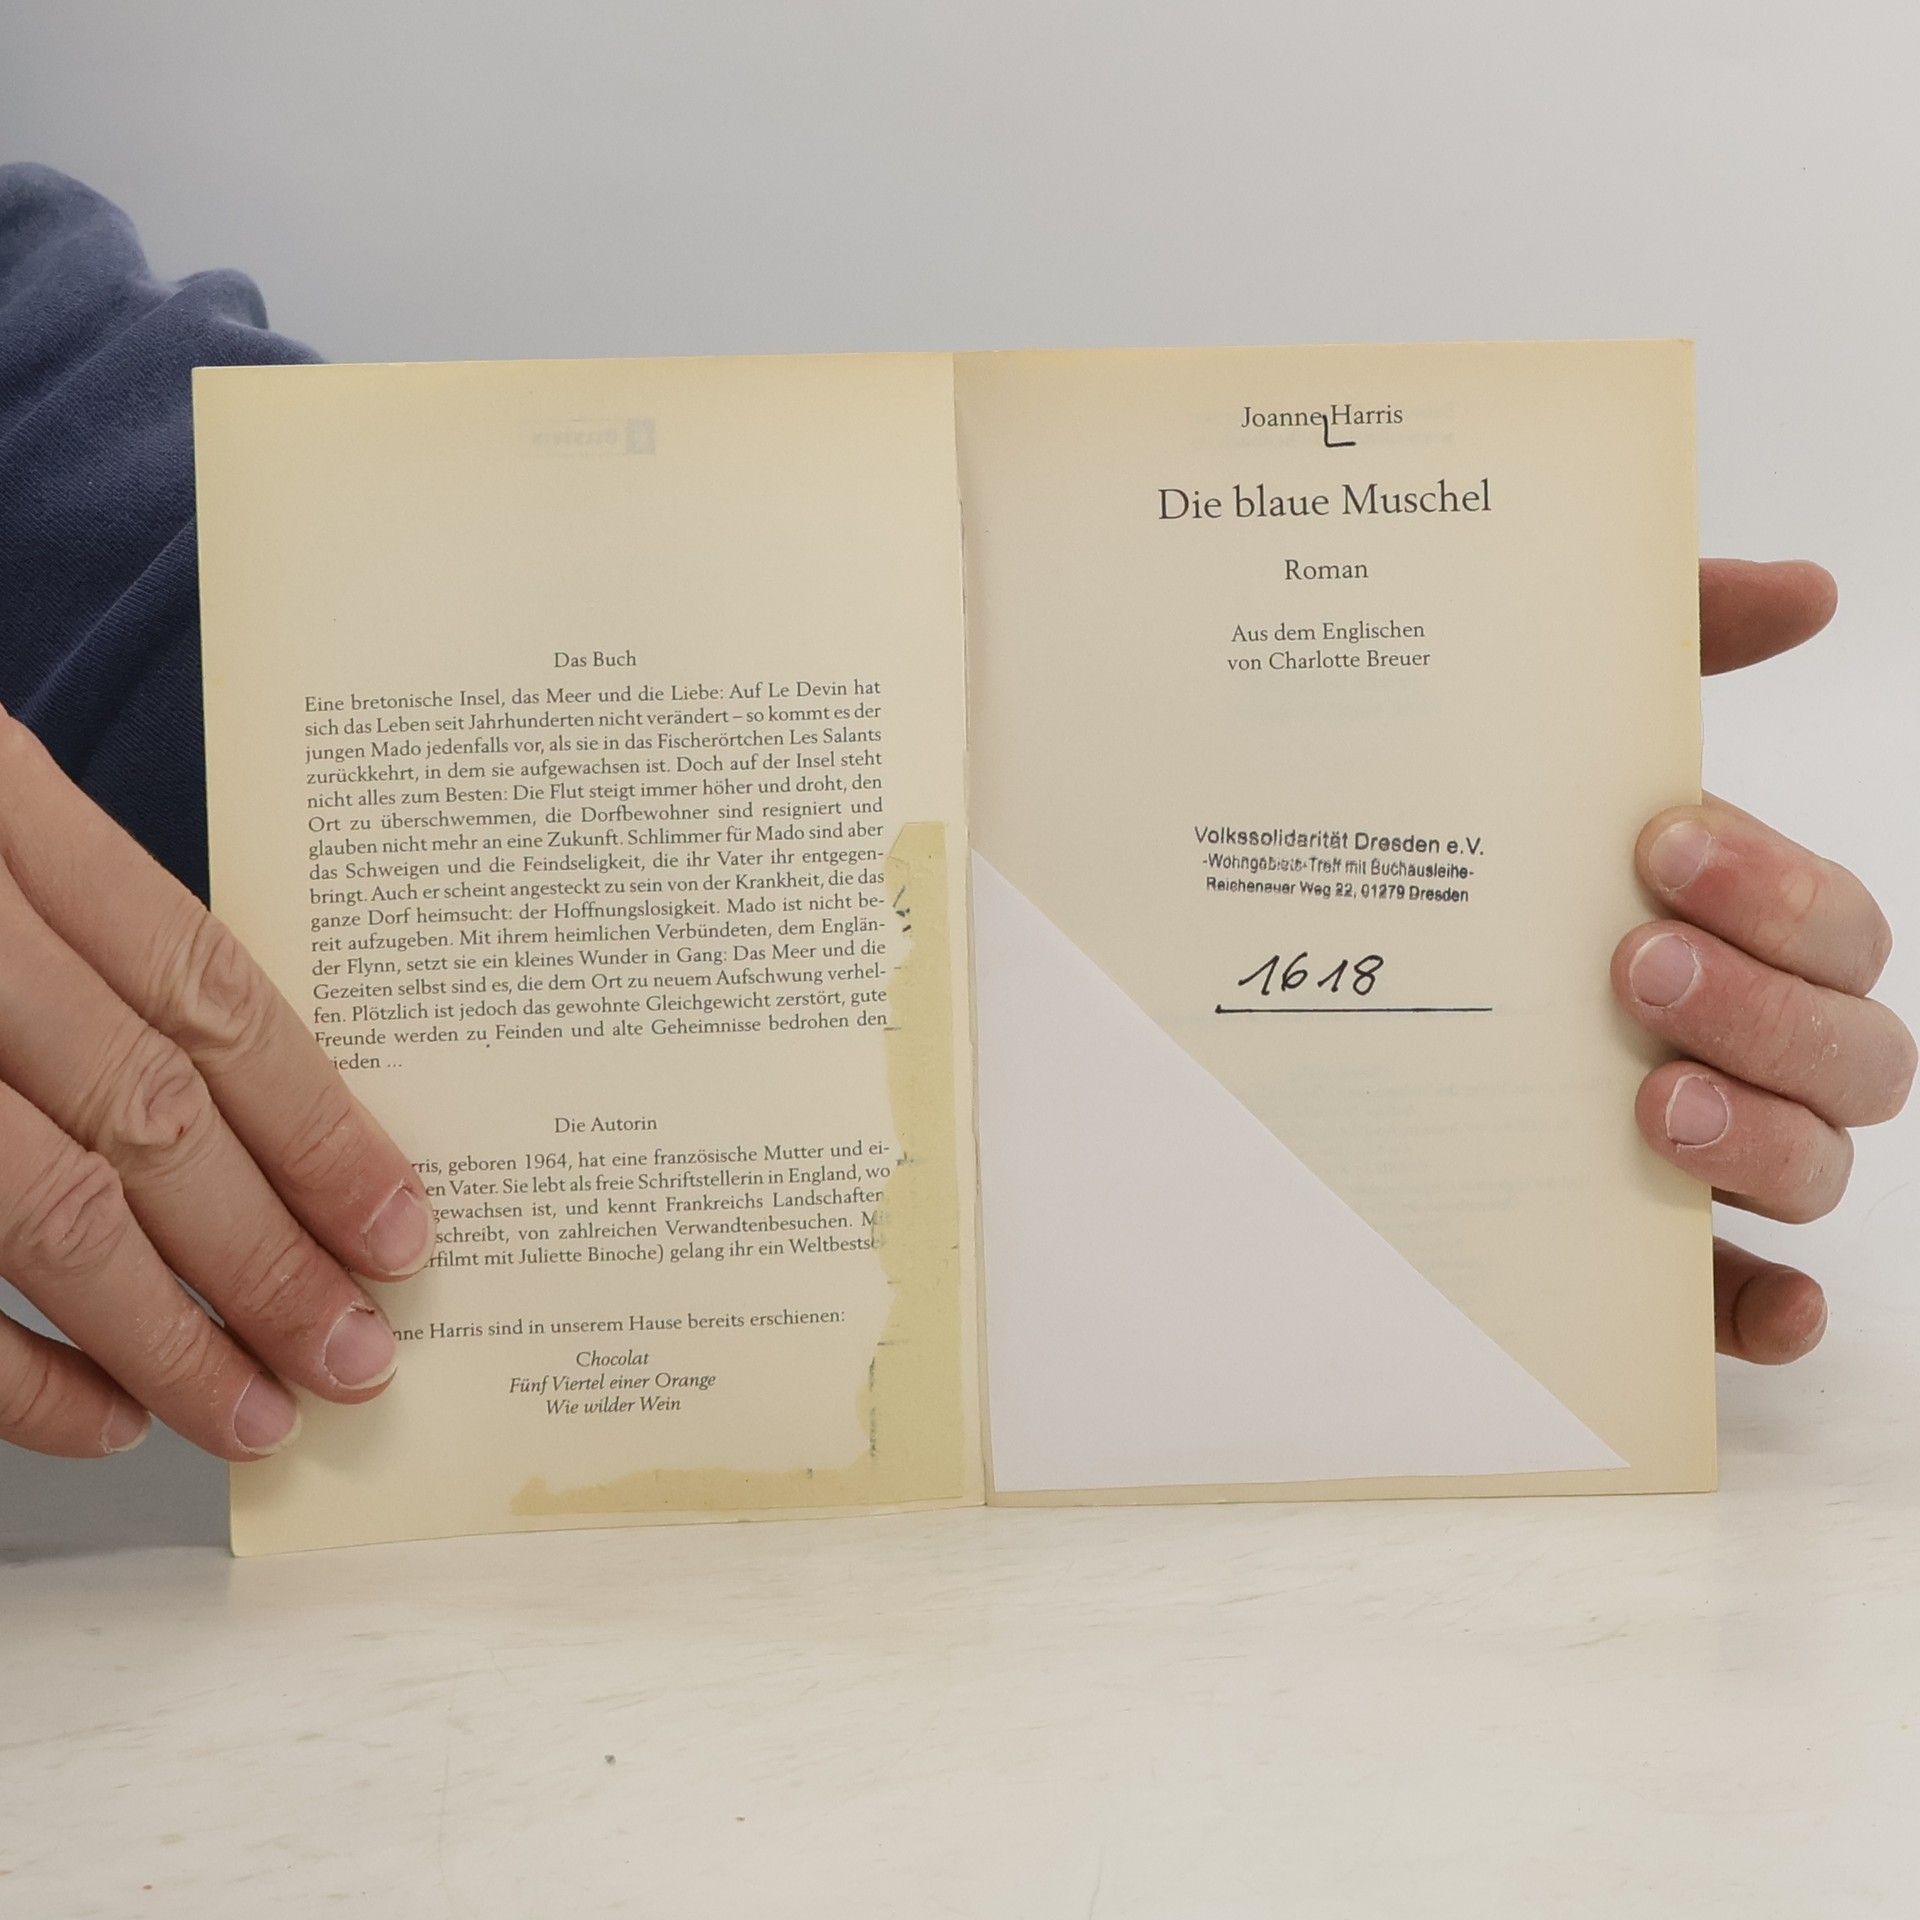 Das Buch
Eine bretonische Insel, das Meer und die Liebe: Auf Le Devin hat
sich das Leben seit Jahrhunderten nicht verändert – so kommt es der
jungen Mado jedenfalls vor, als sie in das Fischerörtchen Les Salants
zurückkehrt, in dem sie aufgewachsen ist. Doch auf der Insel steht
nicht alles zum Besten: Die Flut steigt immer höher und droht, den
Ort zu überschwemmen, die Dorfbewohner sind resigniert und
glauben nicht mehr an eine Zukunft. Schlimmer für Mado sind aber
das Schweigen und die Feindseligkeit, die ihr Vater ihr entgegen-
bringt. Auch er scheint angesteckt zu sein von der Krankheit, die das
ganze Dorf heimsucht: der Hoffnungslosigkeit. Mado ist nicht be-
reit aufzugeben. Mit ihrem heimlichen Verbündeten, dem Englän-
der Flynn, setzt sie ein kleines Wunder in Gang: Das Meer und die
Gezeiten selbst sind es, die dem Ort zu neuem Aufschwung verhel-
fen. Plötzlich ist jedoch das gewohnte Gleichgewicht zerstört, gute
Freunde werden zu Feinden und alte Geheimnisse bedrohen den
ieden ...
Die Autorin
rris, geboren 1964, hat eine französische Mutter und ei-
en Vater. Sie lebt als freie Schriftstellerin in England, wo
gewachsen ist, und kennt Frankreichs Landschaften
schreibt, von zahlreichen Verwandtenbesuchen. M
rfilmt mit Juliette Binoche) gelang ihr ein Weltbestse
nne Harris sind in unserem Hause bereits erschienen:
Chocolat
Fünf Viertel einer Orange
Wie wilder Wein
Joanne Harris
Die blaue Muschel
Roman
Aus dem Englischen
von Charlotte Breuer
Volkssolidarität Dresden e.V.
-Wohngebiets-Treff mit Buchausleihe-
Reichenauer Weg 22, 01279 Dresden
1618